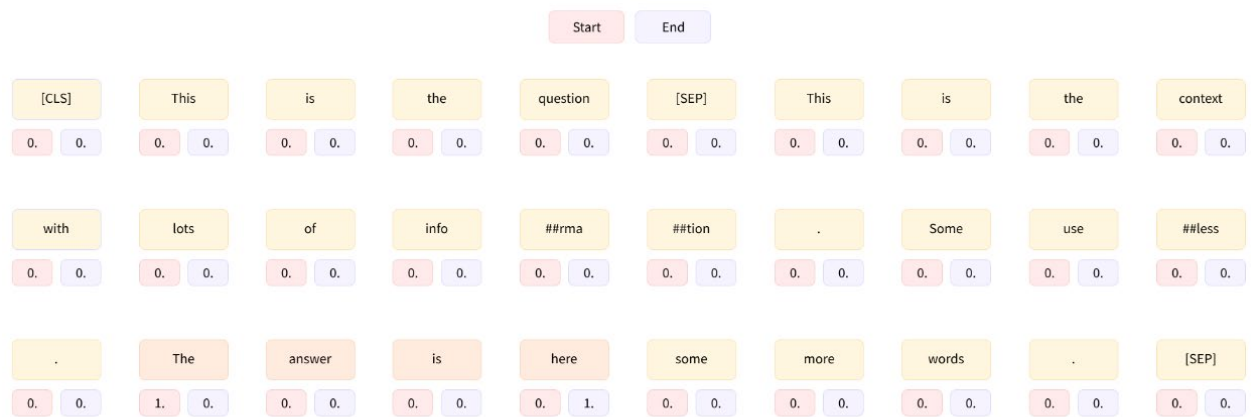 Start End
[CLS] This is the question [SEP] This is the context
0. 0. 0. 0. 0. 0. 0. 0. 0. 0. 0. 0. 0. 0. 0. 0. 0. 0. 0. 0.
with lots of info ##rma ##tion . Some use ##less
0. 0. 0. 0. 0. 0. 0. 0. 0. 0. 0. 0. 0. 0. 0. 0. 0. 0. 0. 0.
. The answer is here some more words . [SEP]
0. 0. 1. 0. 0. 0. 0. 0. 0. 1. 0. 0. 0. 0. 0. 0. 0. 0. 0. 0.